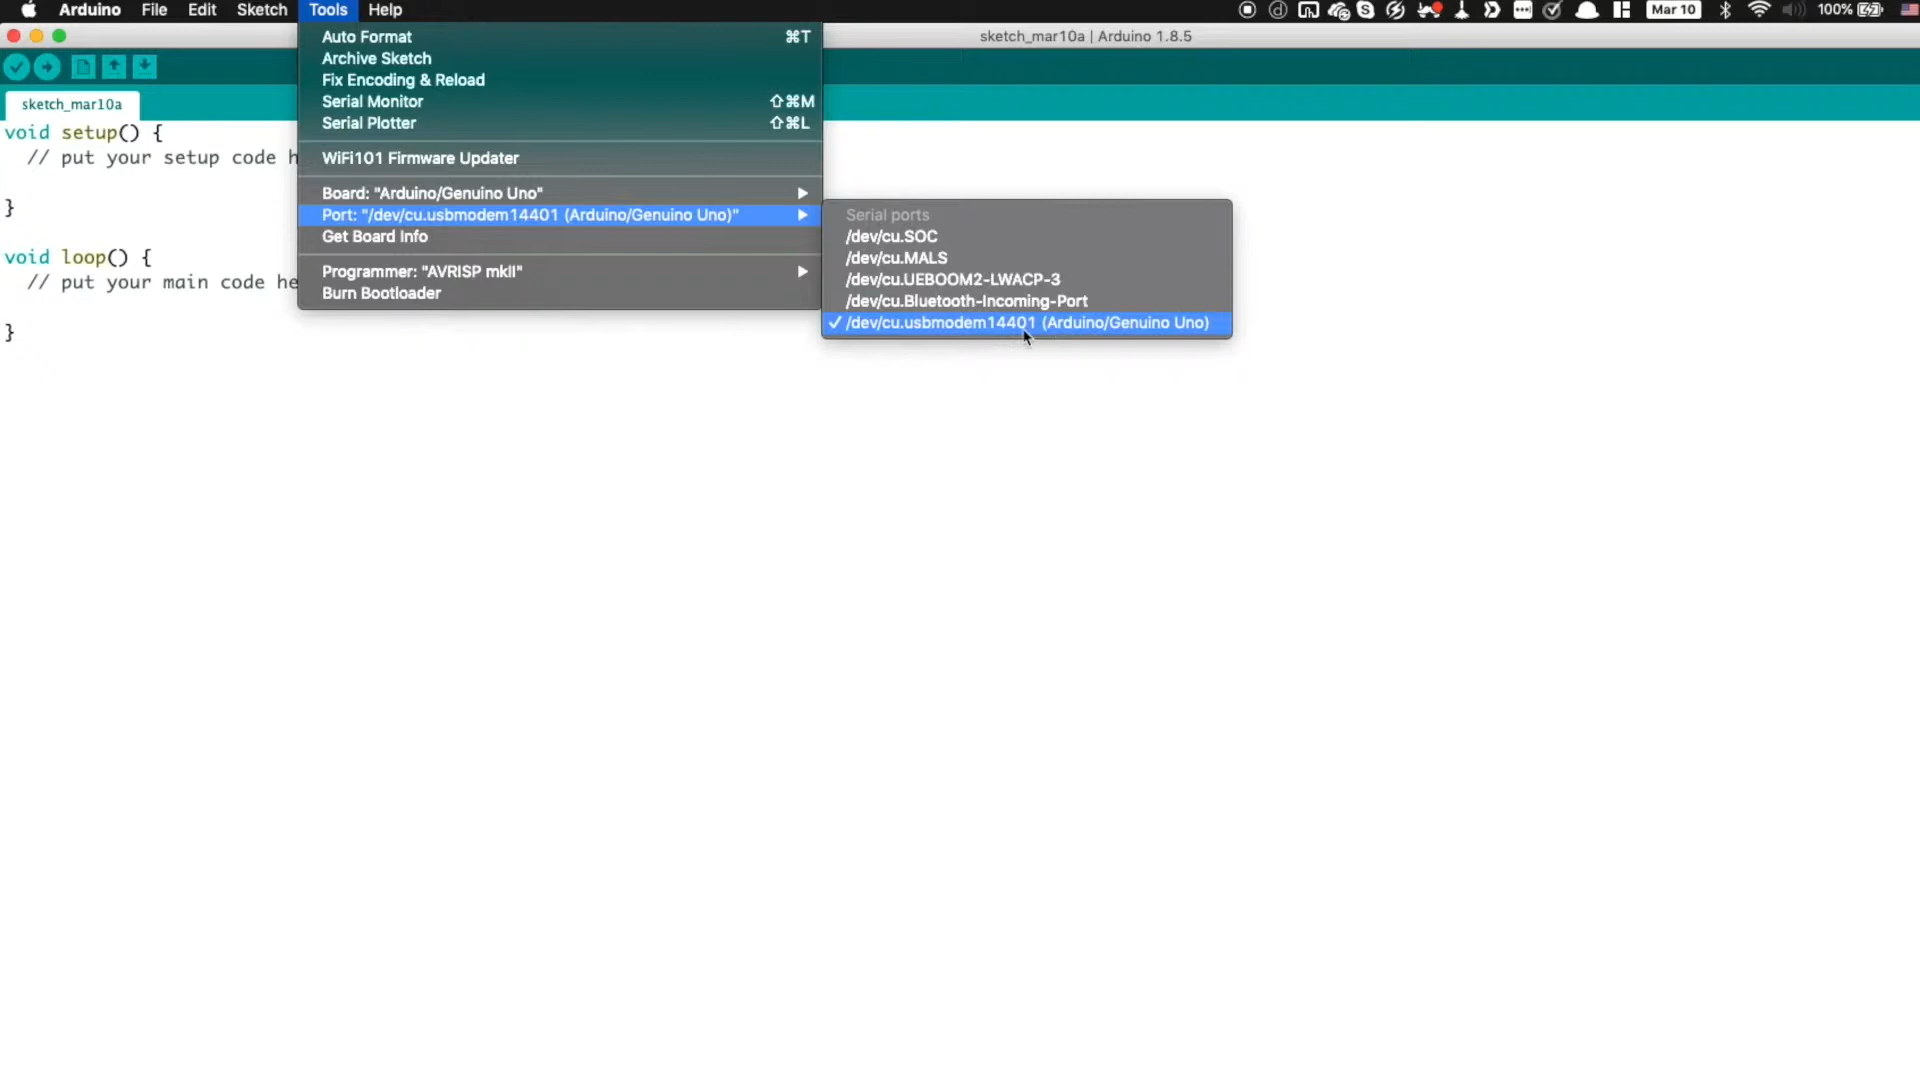 Arduino File Edit Sketch Tools Help
Mar 10 100%
sketch_mar10a | Arduino 1.8.5
Auto Format ⌘T
Archive Sketch
Fix Encoding & Reload
Serial Monitor ⇧⌘M
Serial Plotter ⇧⌘L
WiFi101 Firmware Updater
Board: "Arduino/Genuino Uno"
Port: "/dev/cu.usbmodem14401 (Arduino/Genuino Uno)"
Get Board Info
Programmer: "AVRISP mkII"
Burn Bootloader
Serial ports
/dev/cu.SOC
/dev/cu.MALS
/dev/cu.UEBOOM2-LWACP-3
/dev/cu.Bluetooth-Incoming-Port
✓ /dev/cu.usbmodem14401 (Arduino/Genuino Uno)
sketch_mar10a
void setup() {
// put your setup code h
}
void loop() {
// put your main code he
}